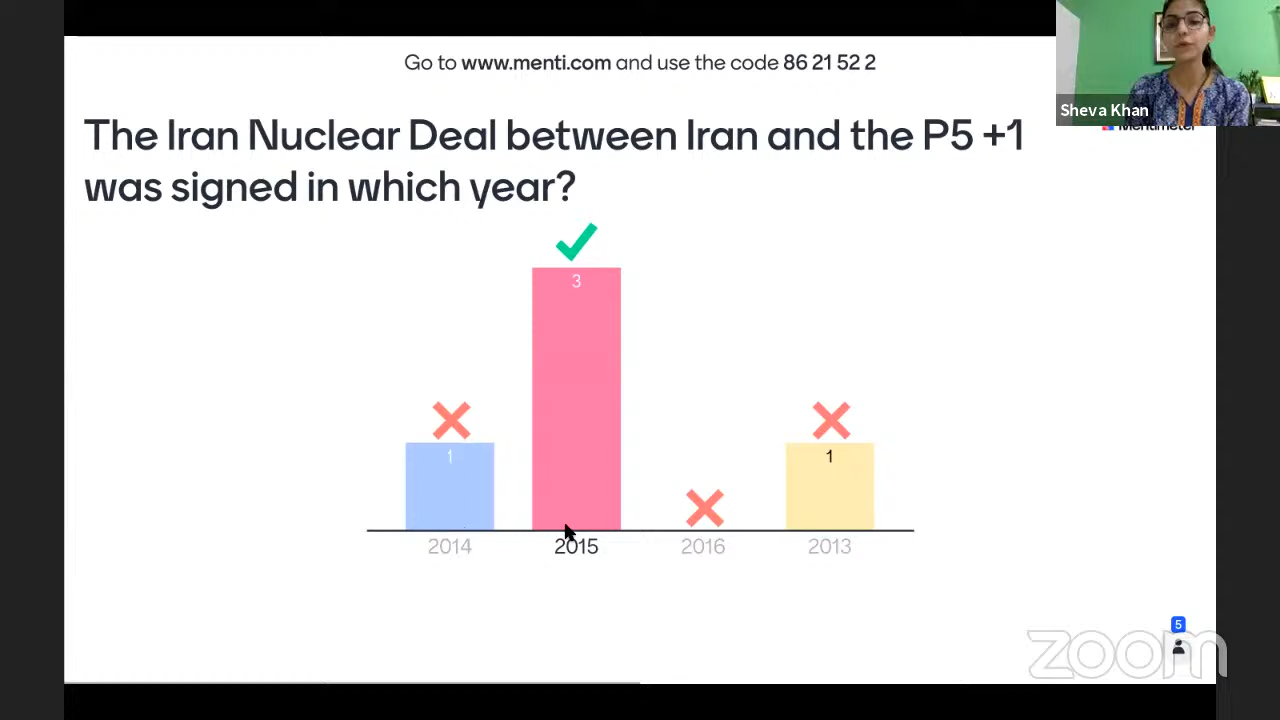 Go to www.menti.com and use the code 86 21 52 2
Sheva Khan
Mentimeter
The Iran Nuclear Deal between Iran and the P5 +1
was signed in which year?
3
1
1
2014
2015
2016
2013
5
zoom